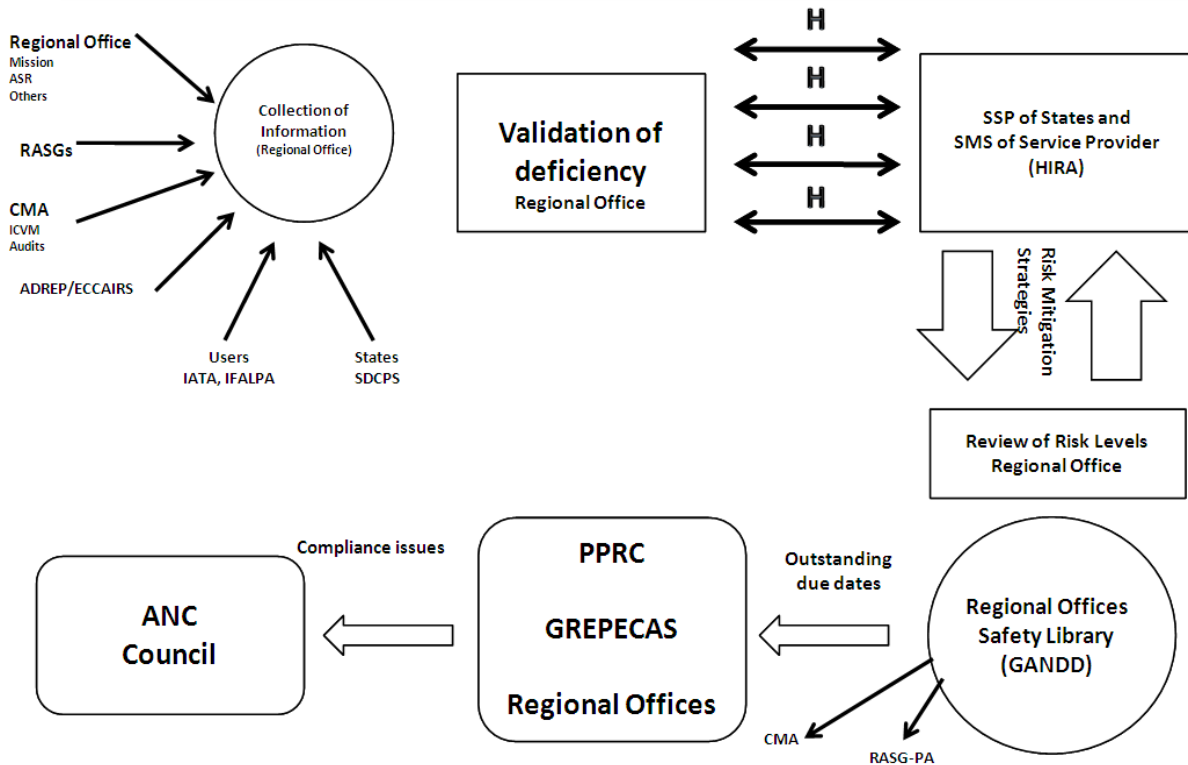 Regional Office
Mission
ASR
Others
RASGs
CMA
ICVM
Audits
ADREP/ECCAIRS
Users
IATA, IFALPA
States
SDCPS
Collection of
Information
(Regional Office)
Validation of
deficiency
Regional Office
H
H
H
H
SSP of States and
SMS of Service Provider
(HIRA)
Risk Mitigation
Strategies
Review of Risk Levels
Regional Office
Regional Offices
Safety Library
(GANDD)
CMA
RASG-PA
Outstanding
due dates
PPRC
GREPECAS
Regional Offices
Compliance issues
ANC
Council